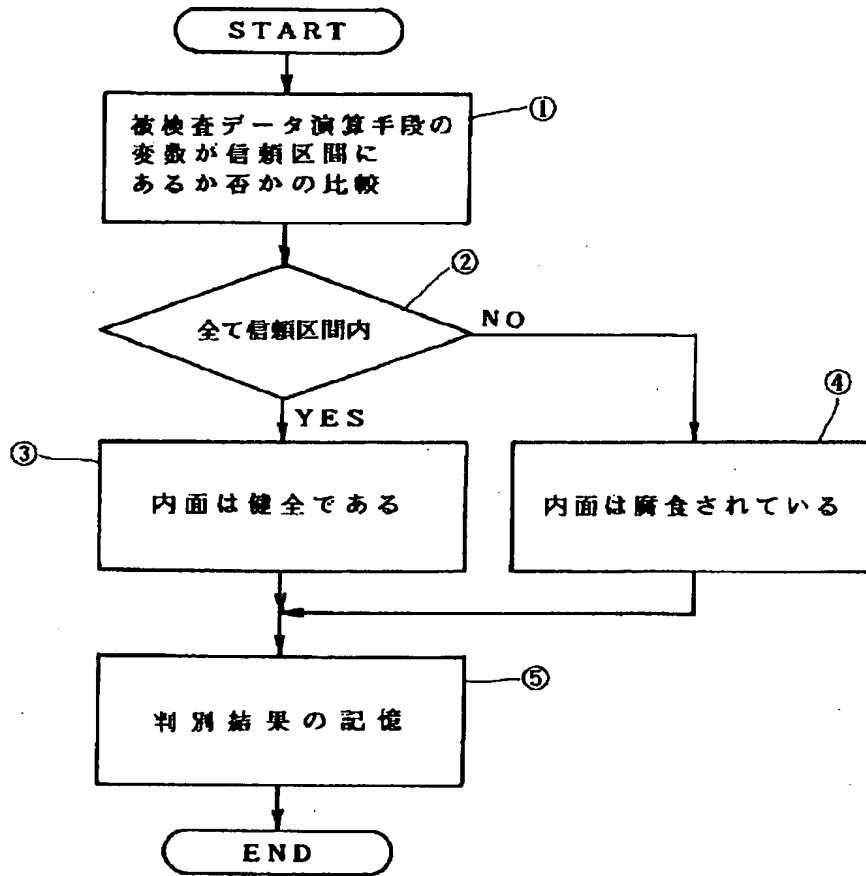 START
①
被検査データ演算手段の
変数が信頼区間に
あるか否かの比較
②
全て信頼区間内
NO
YES
③
内面は健全である
④
内面は腐食されている
⑤
判別結果の記憶
END